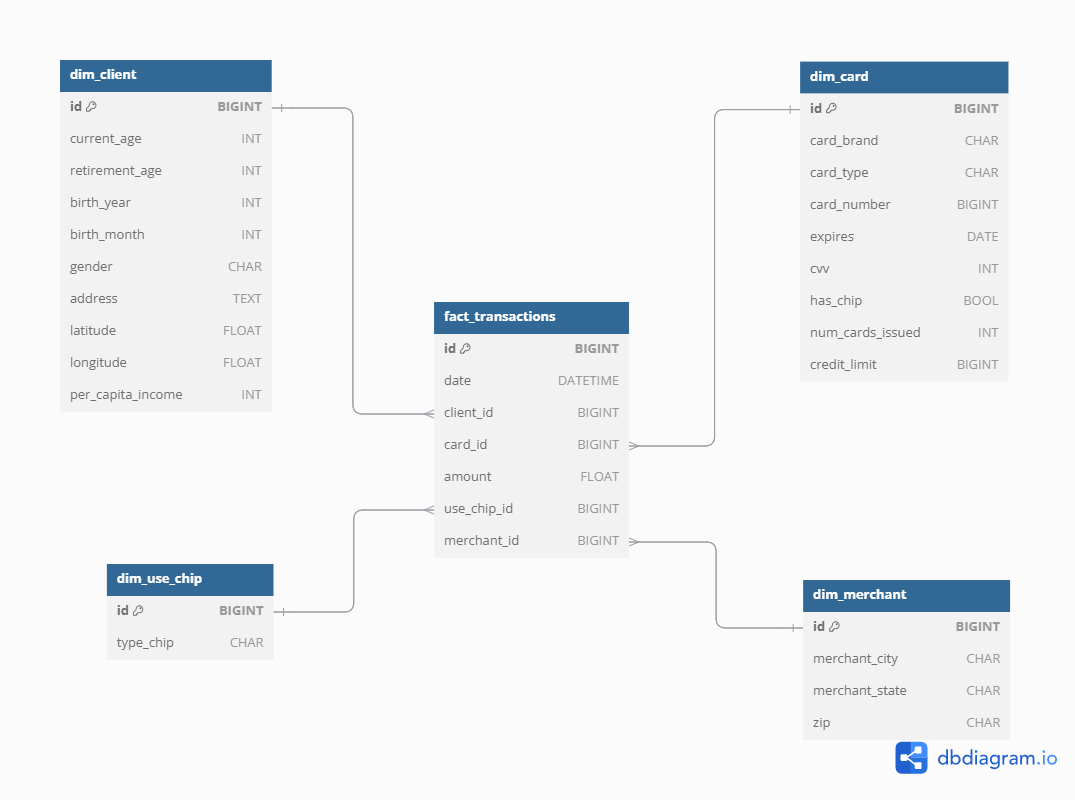 dim_client
id BIGINT
current_age INT
retirement_age INT
birth_year INT
birth_month INT
gender CHAR
address TEXT
latitude FLOAT
longitude FLOAT
per_capita_income INT
dim_card
id BIGINT
card_brand CHAR
card_type CHAR
card_number BIGINT
expires DATE
cvv INT
has_chip BOOL
num_cards_issued INT
credit_limit BIGINT
fact_transactions
id BIGINT
date DATETIME
client_id BIGINT
card_id BIGINT
amount FLOAT
use_chip_id BIGINT
merchant_id BIGINT
dim_use_chip
id BIGINT
type_chip CHAR
dim_merchant
id BIGINT
merchant_city CHAR
merchant_state CHAR
zip CHAR
dbdiagram.io